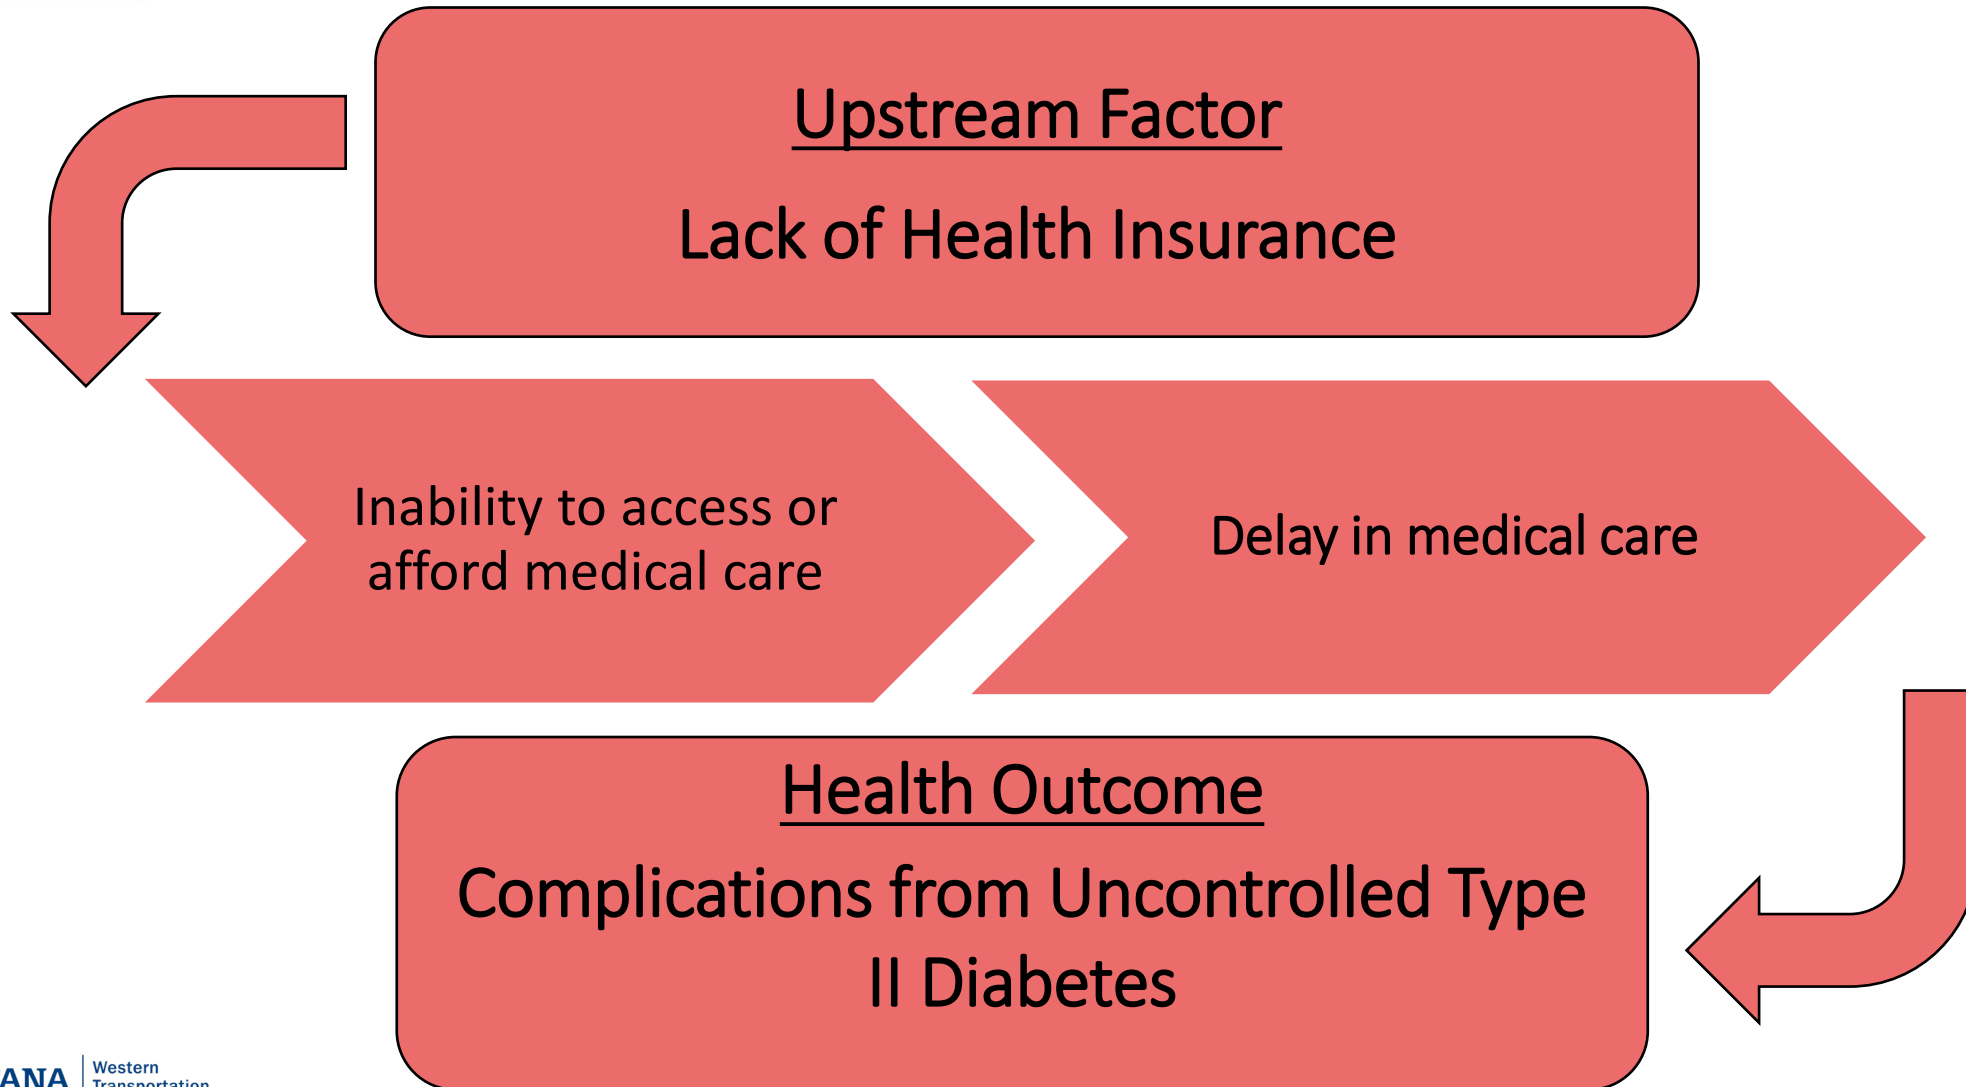 Upstream Factor
Lack of Health Insurance
Inability to access or
afford medical care
Delay in medical care
Health Outcome
Complications from Uncontrolled Type
II Diabetes
ANA
Western
Transportation